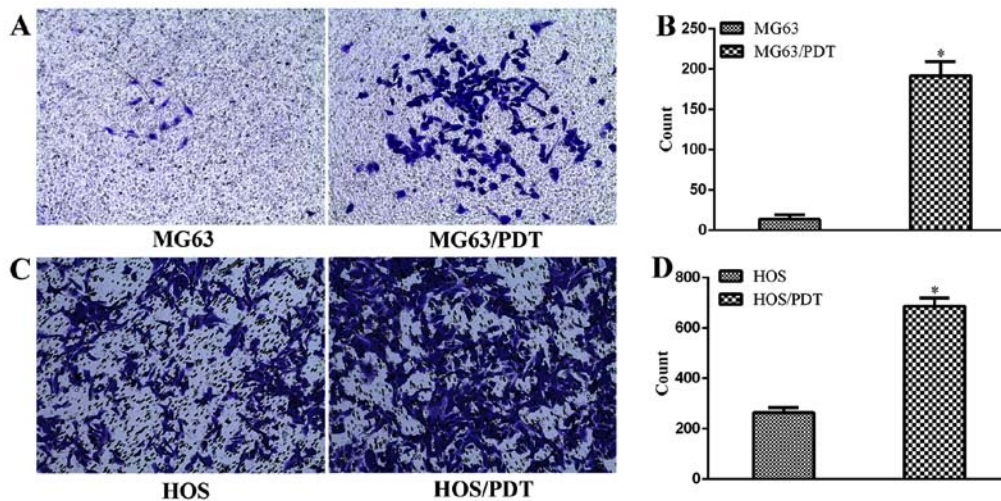 A
MG63
MG63/PDT
B
MG63
MG63/PDT
*
250
200
150
100
50
0
Count
C
HOS
HOS/PDT
D
HOS
HOS/PDT
*
800
600
400
200
0
Count